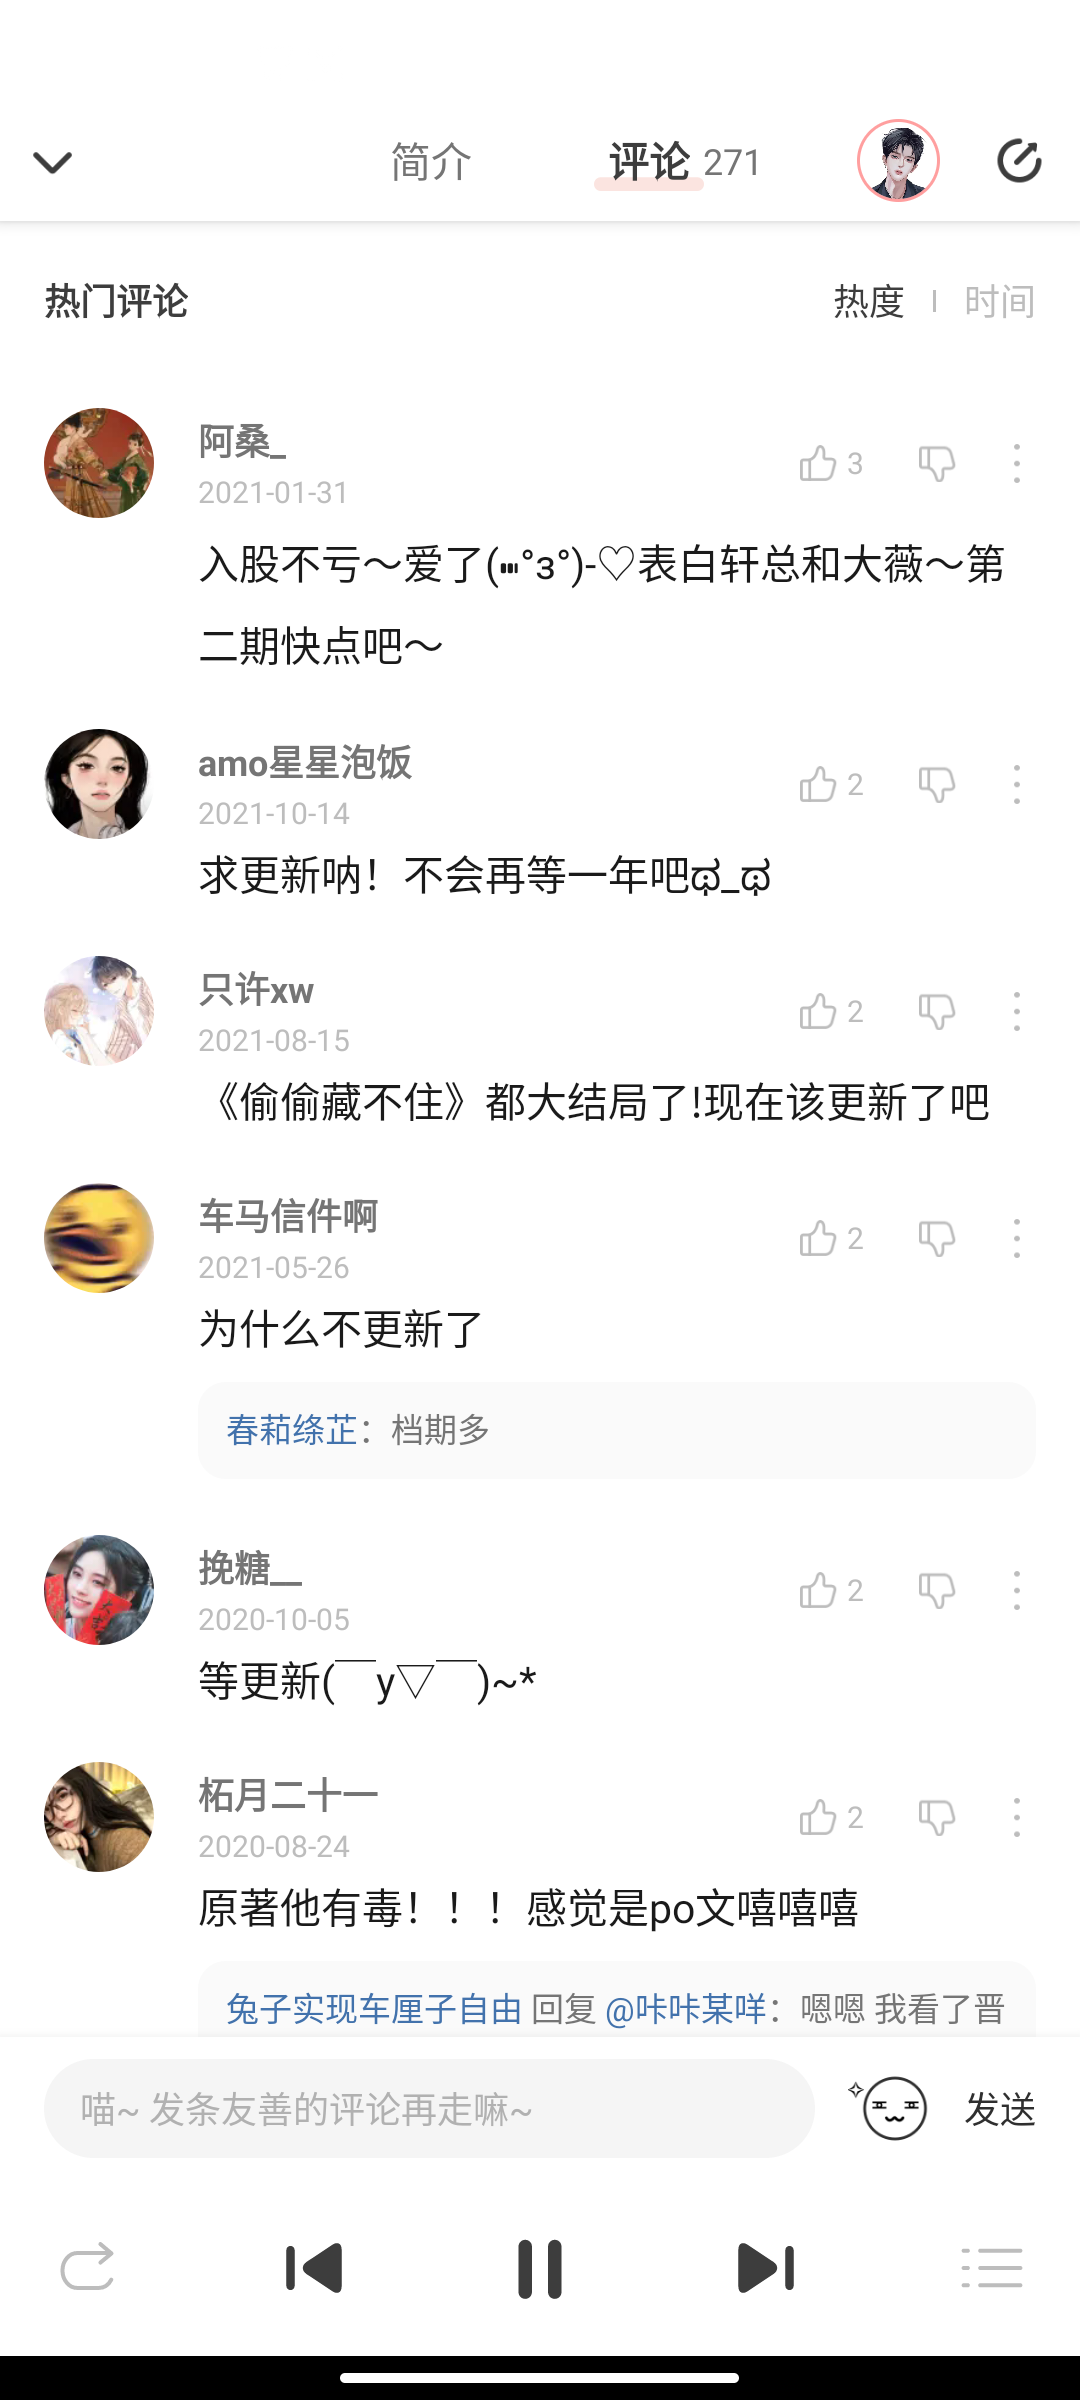 简介 评论 271
热门评论 热度 时间
阿桑_ 3
2021-01-31
入股不亏～爱了(⑉°з°)-♡表白轩总和大薇～第
二期快点吧～
amo星星泡饭 2
2021-10-14
求更新呐！不会再等一年吧ಥ_ಥ
只许xw 2
2021-08-15
《偷偷藏不住》都大结局了!现在该更新了吧
车马信件啊 2
2021-05-26
为什么不更新了
春萂绛芷：档期多
挽糖__ 2
2020-10-05
等更新(￣y▽￣)~*
柘月二十一 2
2020-08-24
原著他有毒！！！感觉是po文嘻嘻嘻
兔子实现车厘子自由 回复 @咔咔某咩：嗯嗯 我看了晋
喵~ 发条友善的评论再走嘛~ 发送